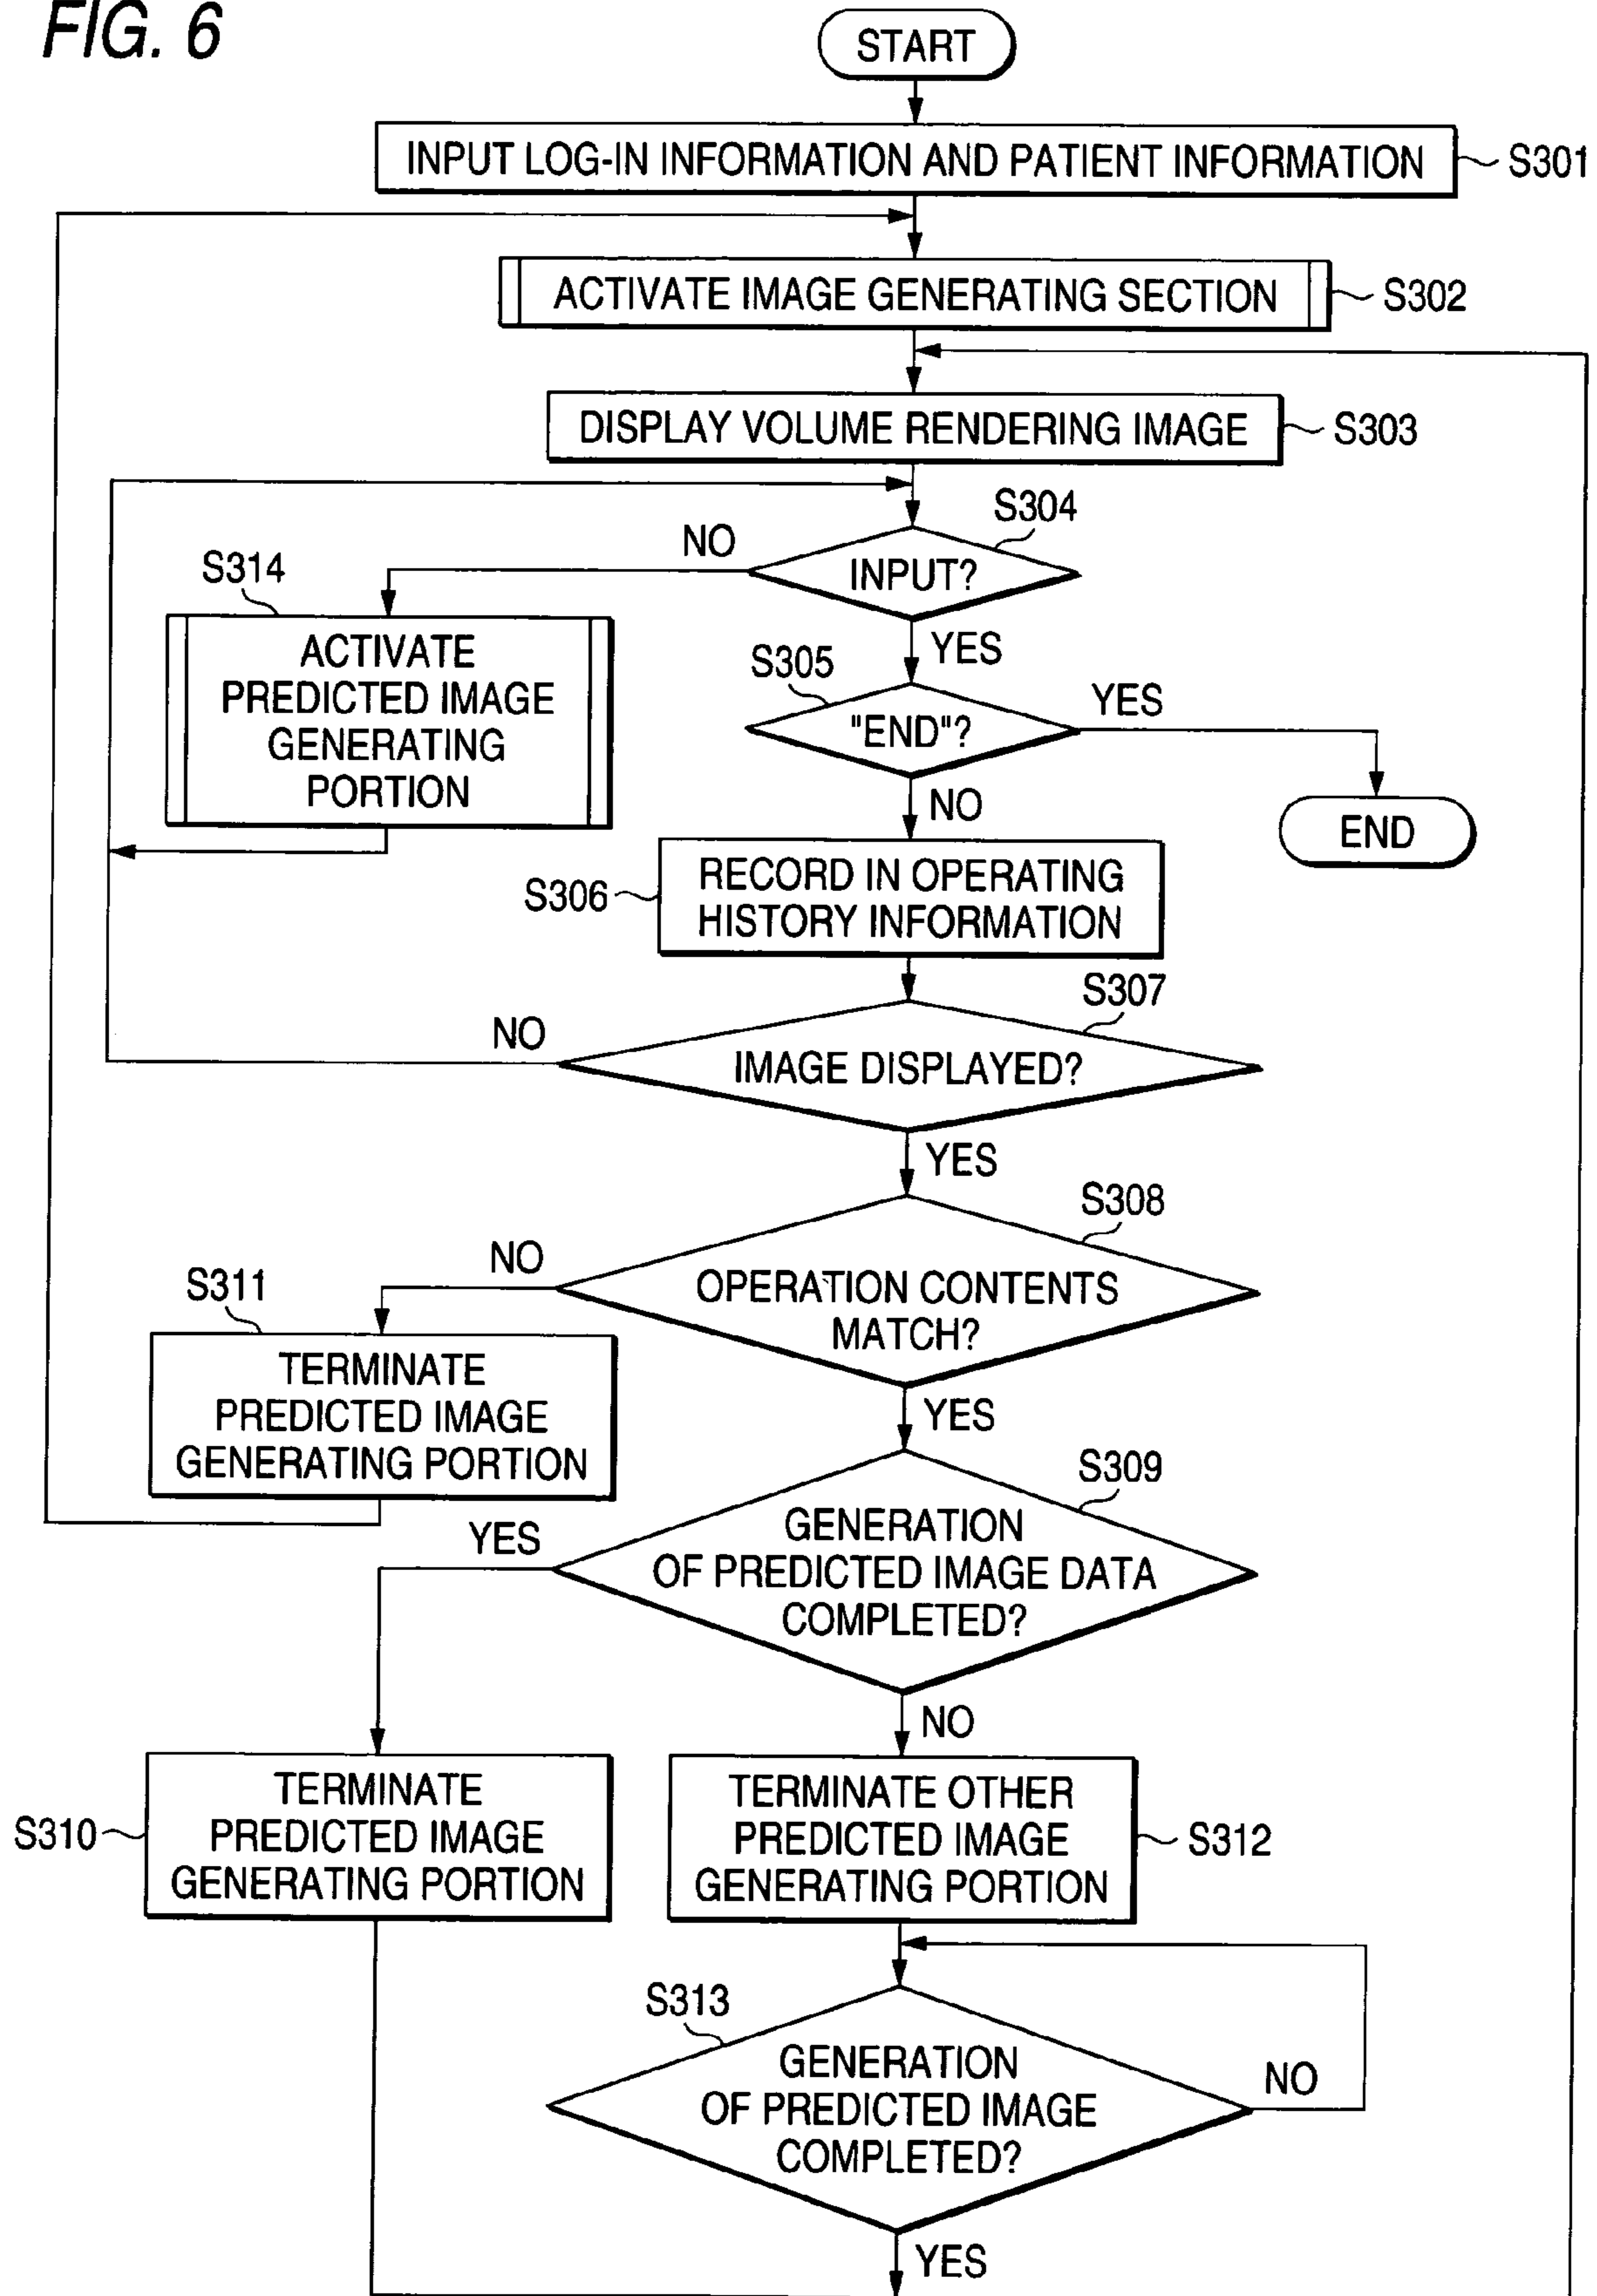 FIG. 6
START
INPUT LOG-IN INFORMATION AND PATIENT INFORMATION
S301
ACTIVATE IMAGE GENERATING SECTION
S302
DISPLAY VOLUME RENDERING IMAGE
S303
S304
NO
INPUT?
YES
S314
ACTIVATE
PREDICTED IMAGE
GENERATING
PORTION
S305
"END"?
YES
NO
END
S306
RECORD IN OPERATING
HISTORY INFORMATION
S307
NO
IMAGE DISPLAYED?
YES
S308
NO
OPERATION CONTENTS
MATCH?
YES
S311
TERMINATE
PREDICTED IMAGE
GENERATING PORTION
S309
YES
GENERATION
OF PREDICTED IMAGE DATA
COMPLETED?
NO
S310
TERMINATE
PREDICTED IMAGE
GENERATING PORTION
TERMINATE OTHER
PREDICTED IMAGE
GENERATING PORTION
S312
S313
GENERATION
OF PREDICTED IMAGE
COMPLETED?
NO
YES